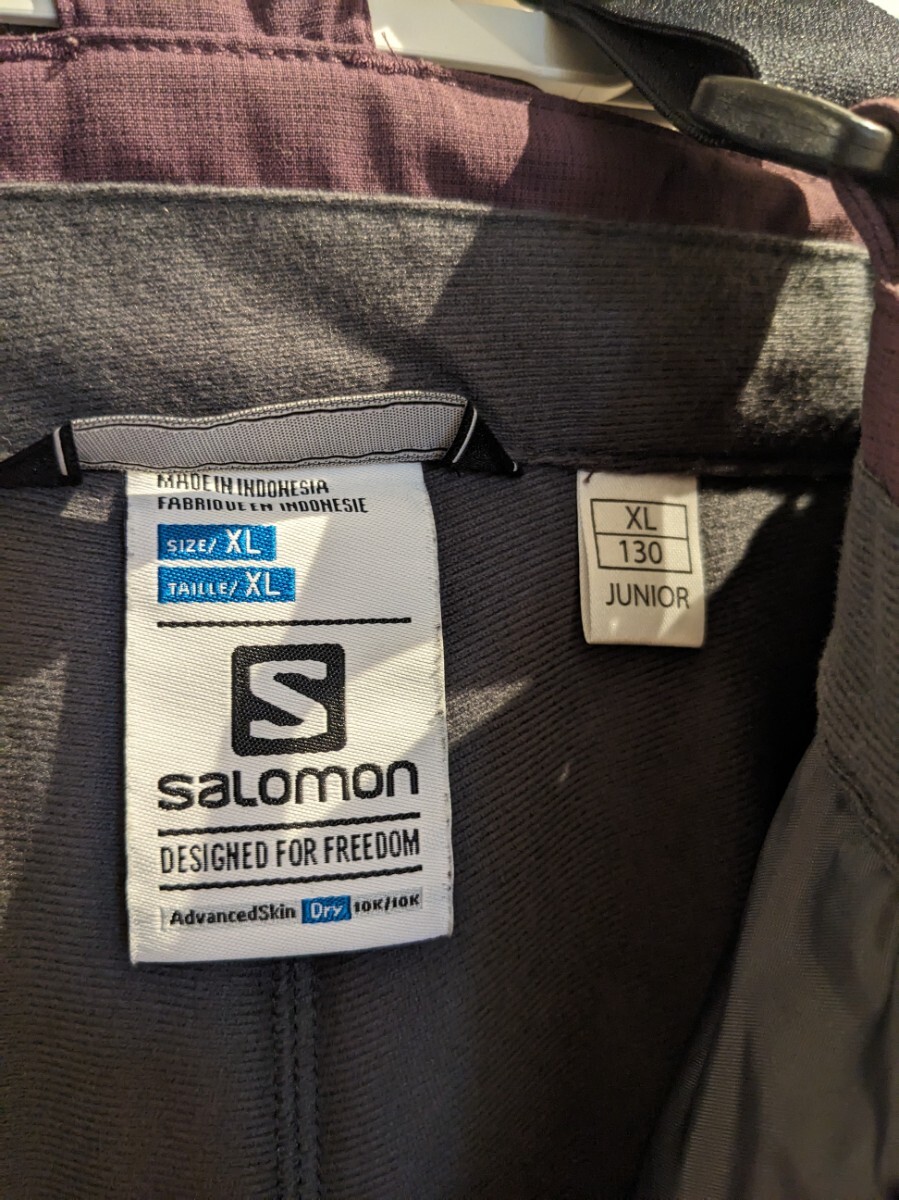 MADE IN INDONESIA
FABRIQUE EN INDONESIE
SIZE/ XL
TAILLE/ XL
S
SALOMON
DESIGNED FOR FREEDOM
AdvancedSkin Dry 10K/10K
XL
130
JUNIOR